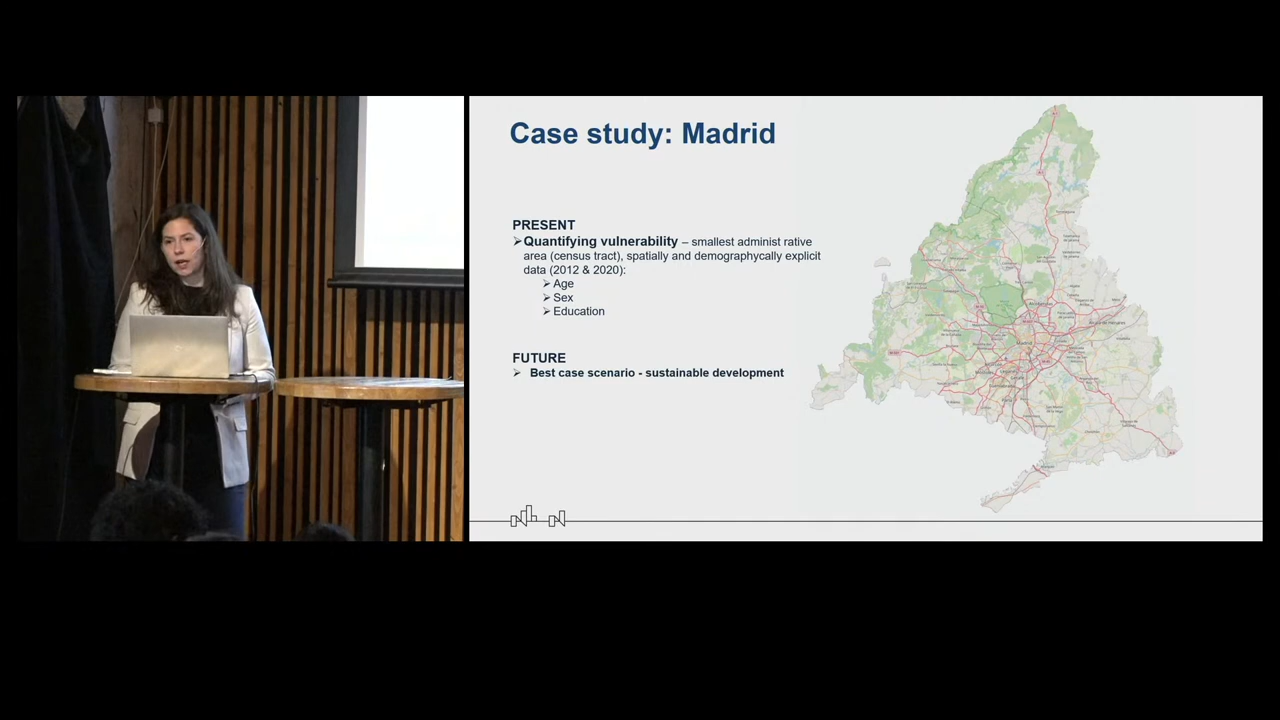 Case study: Madrid
PRESENT
➢Quantifying vulnerability – smallest administ rative
area (census tract), spatially and demographycally explicit
data (2012 & 2020):
➢ Age
➢ Sex
➢ Education
FUTURE
➢ Best case scenario - sustainable development
Madrid